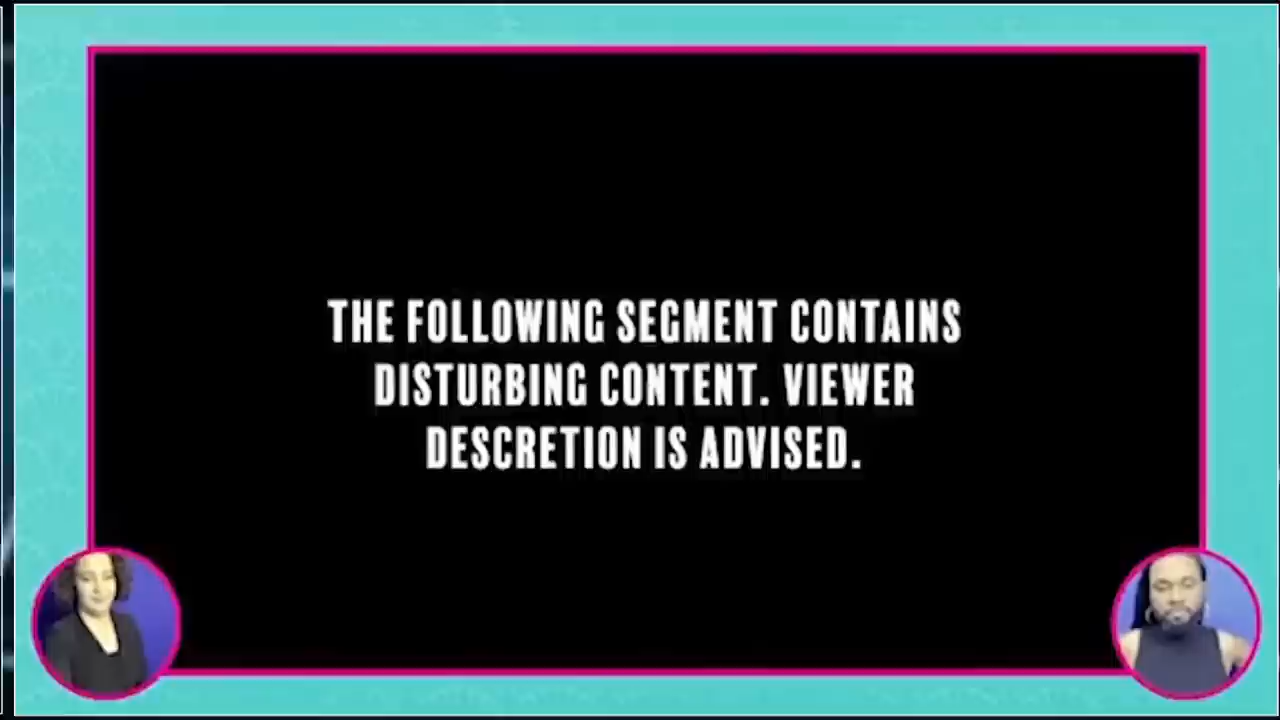 THE FOLLOWING SEGMENT CONTAINS
DISTURBING CONTENT. VIEWER
DESCRETION IS ADVISED.